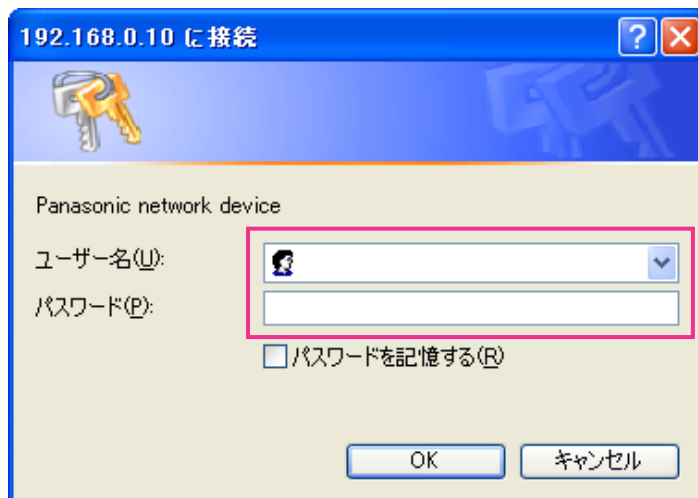 192.168.0.10 に接続
Panasonic network device
ユーザー名(U):
パスワード(P):
パスワードを記憶する(R)
OK
キャンセル